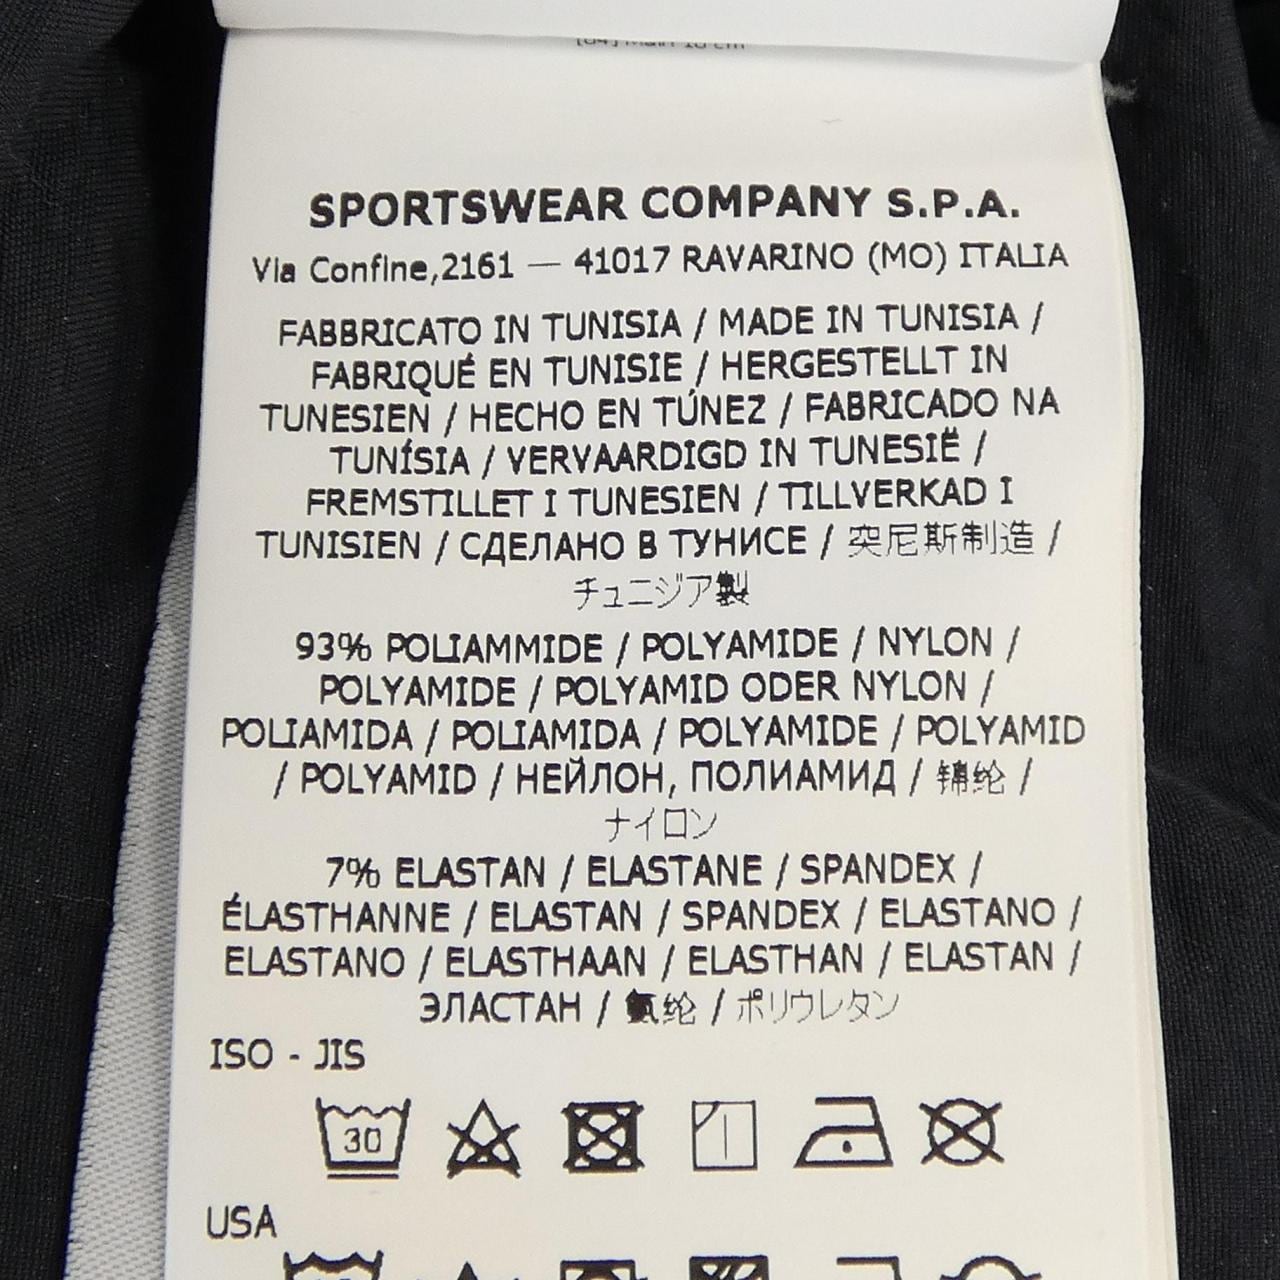 [64] Main 18 cm
SPORTSWEAR COMPANY S.P.A.
Via Confine,2161 — 41017 RAVARINO (MO) ITALIA
FABBRICATO IN TUNISIA / MADE IN TUNISIA /
FABRIQUÉ EN TUNISIE / HERGESTELLT IN
TUNESIEN / HECHO EN TÚNEZ / FABRICADO NA
TUNÍSIA / VERVAARDIGD IN TUNESIË /
FREMSTILLET I TUNESIEN / TILLVERKAD I
TUNISIEN / СДЕЛАНО В ТУНИСЕ / 突尼斯制造 /
チュニジア製
93% POLIAMMIDE / POLYAMIDE / NYLON /
POLYAMIDE / POLYAMID ODER NYLON /
POLIAMIDA / POLIAMIDA / POLYAMIDE / POLYAMID
/ POLYAMID / НЕЙЛОН, ПОЛИАМИД / 锦纶 /
ナイロン
7% ELASTAN / ELASTANE / SPANDEX /
ÉLASTHANNE / ELASTAN / SPANDEX / ELASTANO /
ELASTANO / ELASTHAAN / ELASTHAN / ELASTAN /
ЭЛАСТАН / 氨纶 / ポリウレタン
ISO - JIS
30
USA